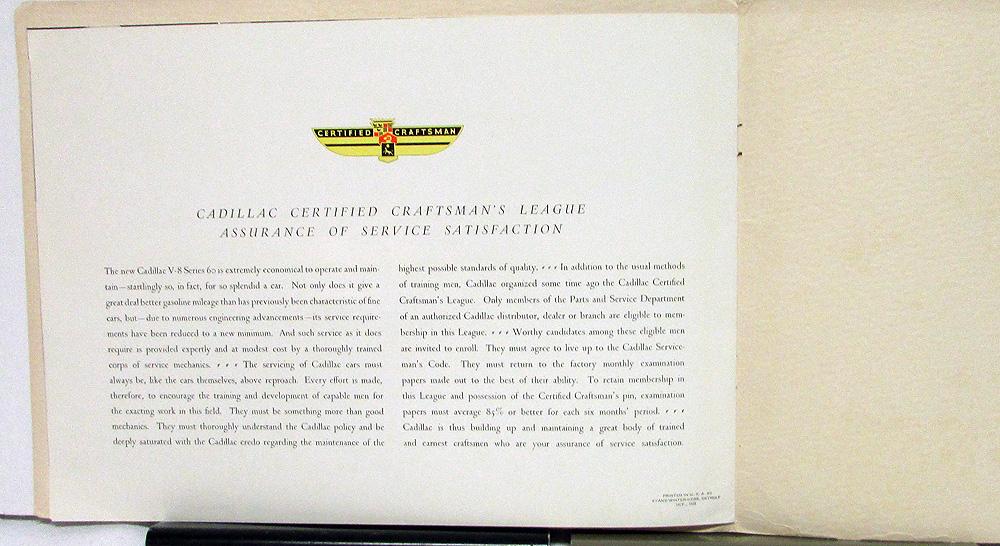 CERTIFIED CRAFTSMAN
CADILLAC CERTIFIED CRAFTSMAN'S LEAGUE
ASSURANCE OF SERVICE SATISFACTION
The new Cadillac V-8 Series 60 is extremely economical to operate and main-
tain—startlingly so, in fact, for so splendid a car. Not only does it give a
great deal better gasoline mileage than has previously been characteristic of fine
cars, but—due to numerous engineering advancements—its service require-
ments have been reduced to a new minimum. And such service as it does
require is provided expertly and at modest cost by a thoroughly trained
corps of service mechanics. The servicing of Cadillac cars must
always be, like the cars themselves, above reproach. Every effort is made,
therefore, to encourage the training and development of capable men for
the exacting work in this field. They must be something more than good
mechanics. They must thoroughly understand the Cadillac policy and be
deeply saturated with the Cadillac credo regarding the maintenance of the
highest possible standards of quality. In addition to the usual methods
of training men, Cadillac organized some time ago the Cadillac Certified
Craftsman's League. Only members of the Parts and Service Department
of an authorized Cadillac distributor, dealer or branch are eligible to mem-
bership in this League. Worthy candidates among these eligible men
are invited to enroll. They must agree to live up to the Cadillac Service-
man's Code. They must return to the factory monthly examination
papers made out to the best of their ability. To retain membership in
this League and possession of the Certified Craftsman's pin, examination
papers must average 85% or better for each six months' period.
Cadillac is thus building up and maintaining a great body of trained
and earnest craftsmen who are your assurance of service satisfaction.
PRINTED IN U. S. A. BY
EVANS-WINTER-HEBB, DETROIT